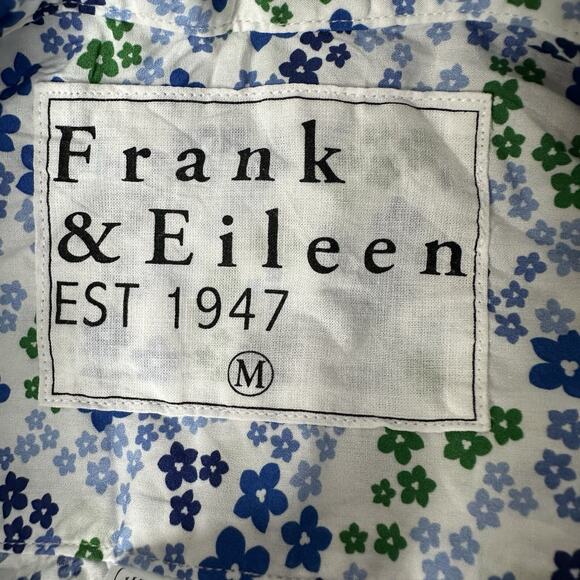 Frank
& Eileen
EST 1947
M